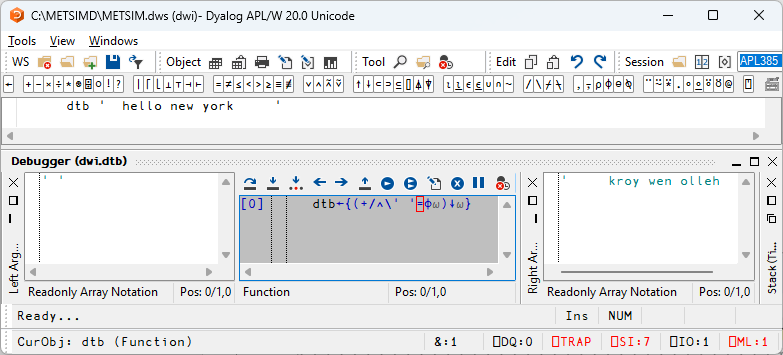 C:\METSIMD\METSIM.dws (dwi)- Dyalog APL/W 20.0 Unicode
Tools View Windows
WS Object Tool Edit Session APL385
← + - × ÷ * ⍟ ⌹ ○ ! ? | ⌈ ⌊ ⊥ ⊤ ⊣ ⊢ = ≠ ≤ < > ≥ ≡ ≢ ∨ ∧ ⍲ ⍱ ↑ ↓ ⊂ ⊃ ⊆ ⌷ ⍋ ⍒ ⍳ ⍸ ∊ ⍷ ∪ ∩ ~ / \ ⌿ ⍀ , ⍪ ⍴ ⌽ ⊖ ⍉ ¨ ⍨ ⍣ . ∘ ⍤ ⍥ @ ⎕
dtb '  hello new york     '
Debugger (dwi.dtb)
' '
[0] dtb←{(+/∧\' '=⌽⍵)↓⍵}
'     kroy wen olleh
Left Arg...
Right Ar...
Stack (Ti...
Readonly Array Notation Pos: 0/1,0
Function Pos: 0/1,0
Readonly Array Notation Pos: 0/1,0
Ready... Ins NUM
CurObj: dtb (Function) &:1 ⎕DQ:0 ⎕TRAP ⎕SI:7 ⎕IO:1 ⎕ML:1